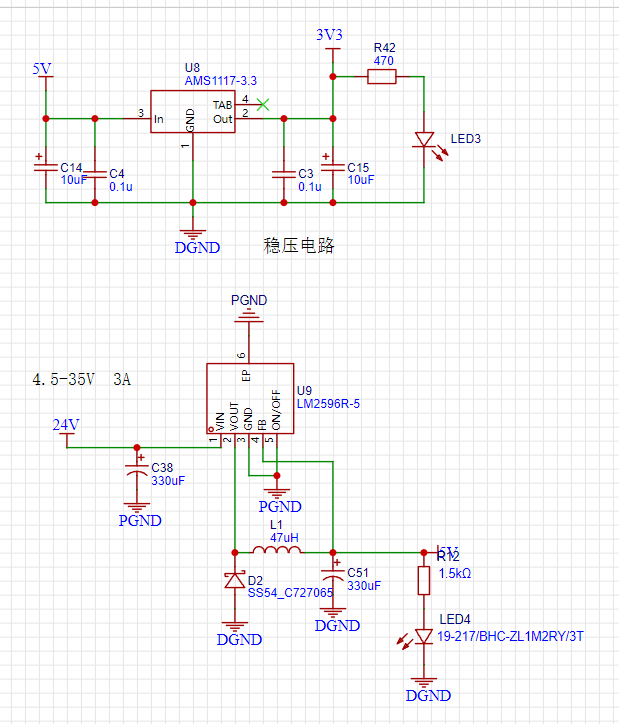 3V3
R42
470
5V
U8
AMS1117-3.3
TAB
4
3
In
Out
2
GND
1
LED3
C14
10uF
C4
0.1u
C3
0.1u
C15
10uF
DGND
稳压电路
PGND
6
EP
4.5-35V 3A
U9
LM2596R-5
VIN
VOUT
GND
FB
ON/OFF
1
2
3
4
5
24V
C38
330uF
PGND
PGND
L1
47uH
5V
R12
1.5kΩ
D2
SS54_C727065
C51
330uF
DGND
DGND
LED4
19-217/BHC-ZL1M2RY/3T
DGND